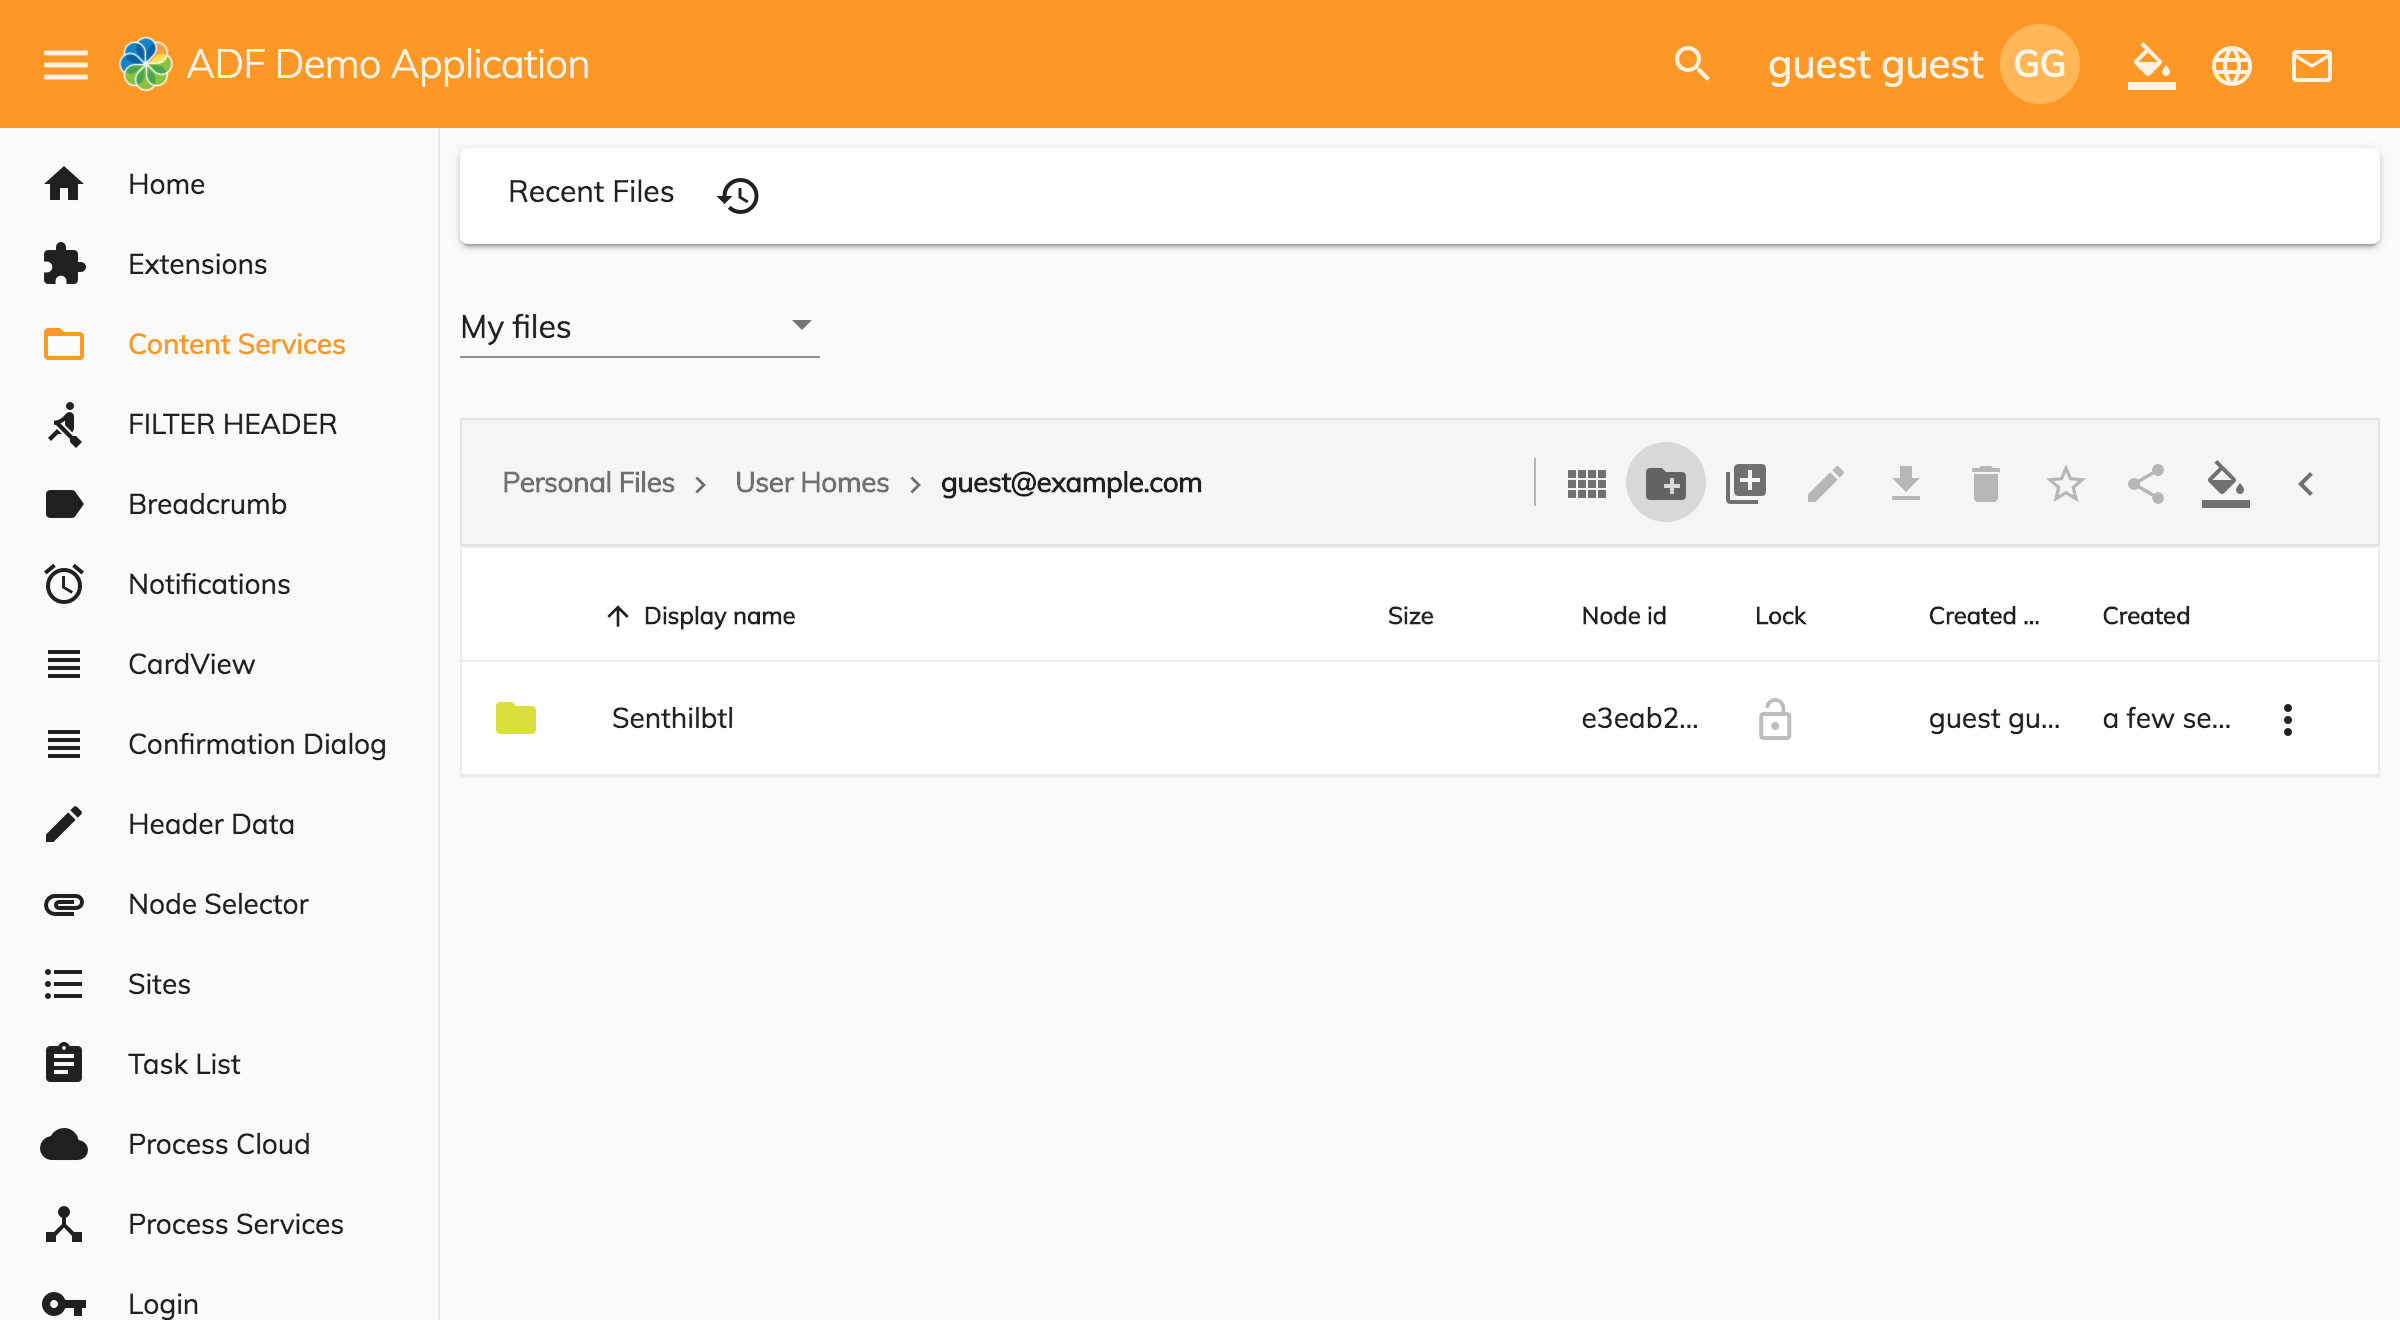 ADF Demo Application
guest guest GG
Home
Extensions
Content Services
FILTER HEADER
Breadcrumb
Notifications
CardView
Confirmation Dialog
Header Data
Node Selector
Sites
Task List
Process Cloud
Process Services
Login
Recent Files
My files
Personal Files > User Homes > guest@example.com
Display name Size Node id Lock Created ... Created
Senthilbtl e3eab2... guest gu... a few se...